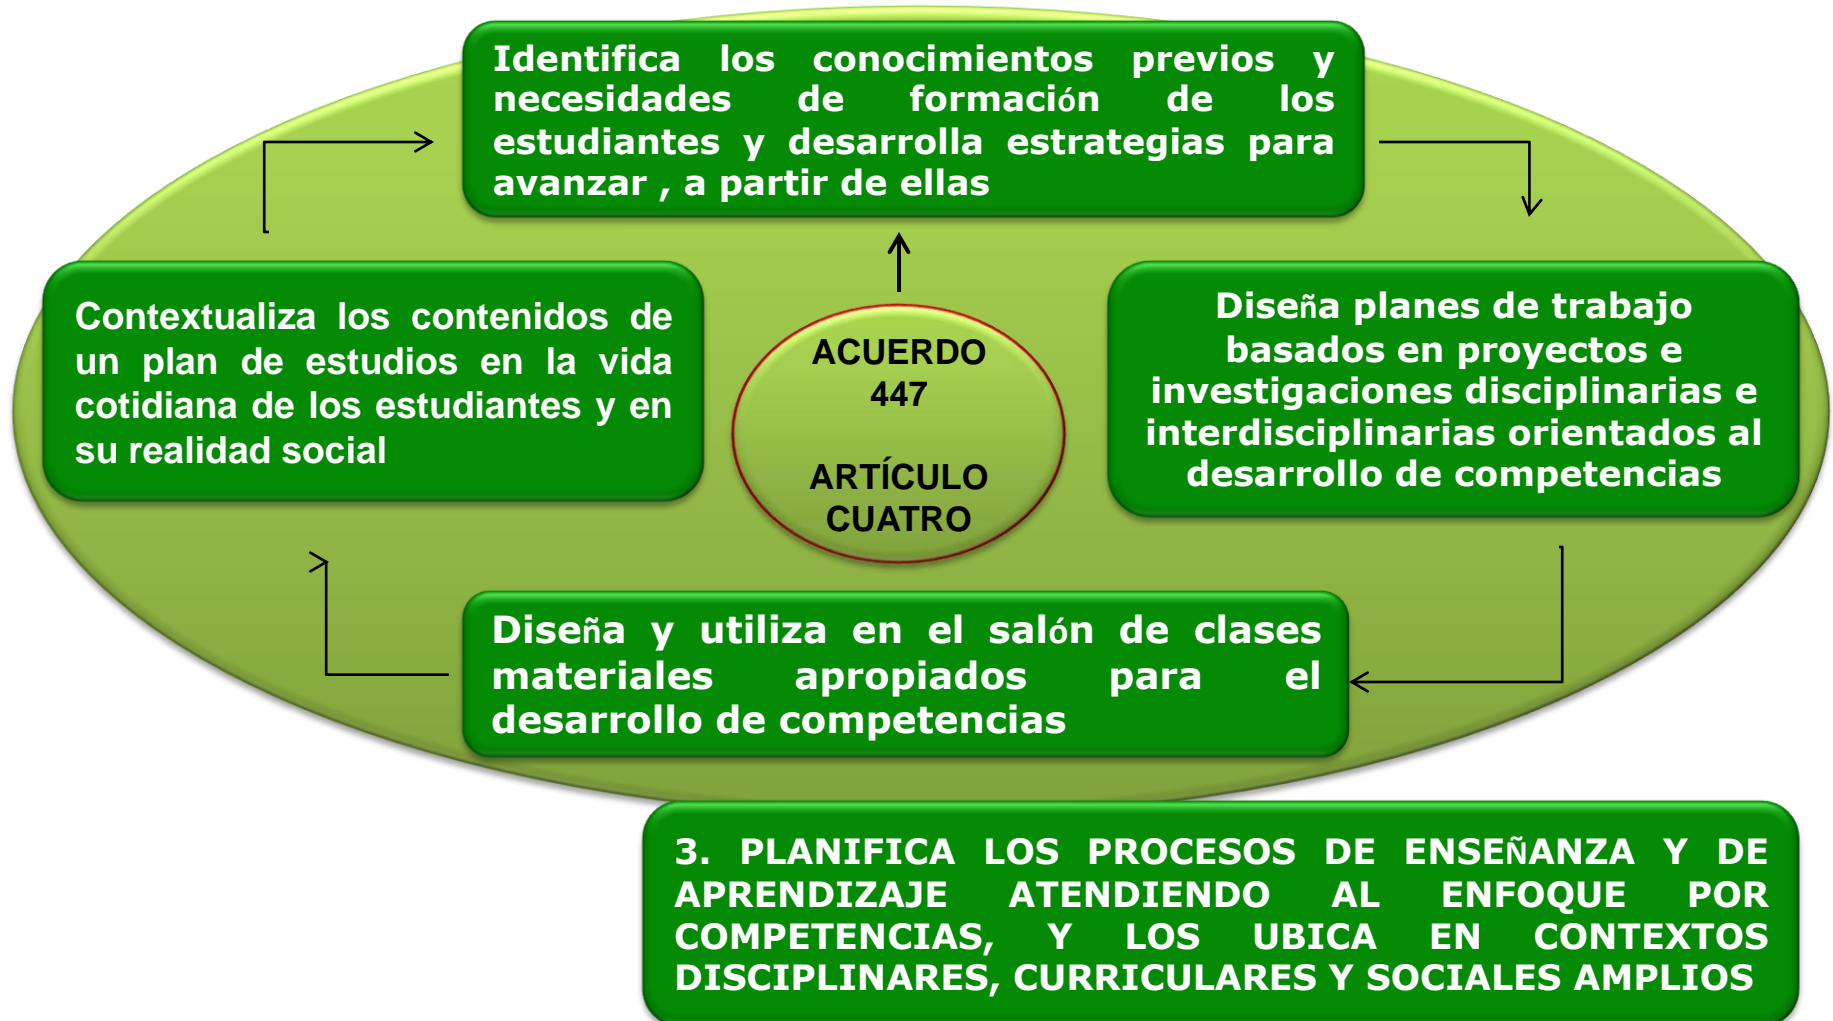 Identifica los conocimientos previos y
necesidades de formación de los
estudiantes y desarrolla estrategias para
avanzar , a partir de ellas
Contextualiza los contenidos de
un plan de estudios en la vida
cotidiana de los estudiantes y en
su realidad social
ACUERDO
447
ARTÍCULO
CUATRO
Diseña planes de trabajo
basados en proyectos e
investigaciones disciplinarias e
interdisciplinarias orientados al
desarrollo de competencias
Diseña y utiliza en el salón de clases
materiales apropiados para el
desarrollo de competencias
3. PLANIFICA LOS PROCESOS DE ENSEÑANZA Y DE
APRENDIZAJE ATENDIENDO AL ENFOQUE POR
COMPETENCIAS, Y LOS UBICA EN CONTEXTOS
DISCIPLINARES, CURRICULARES Y SOCIALES AMPLIOS